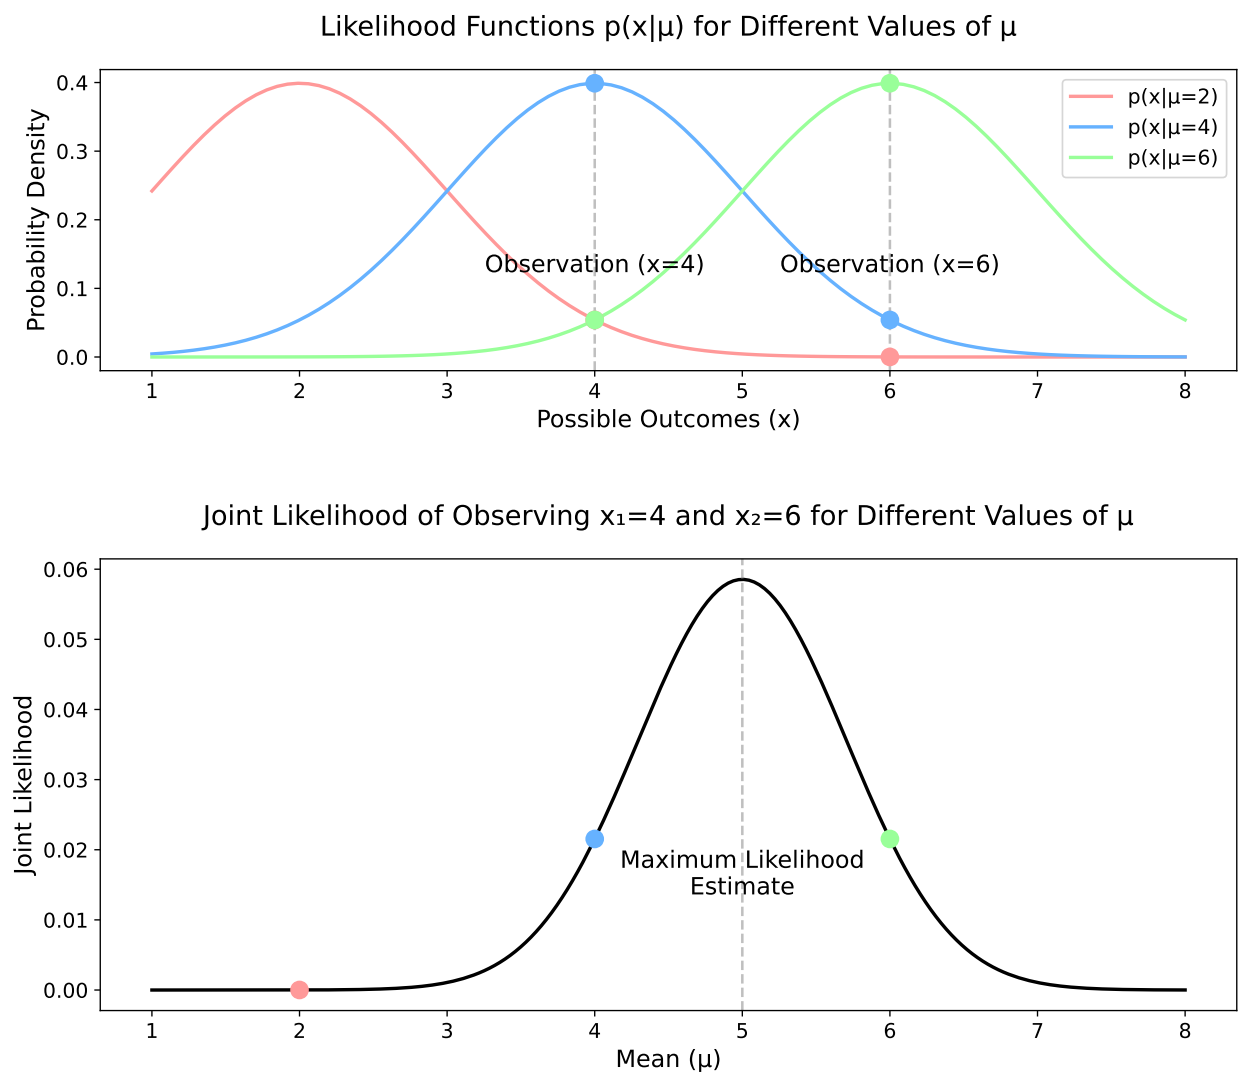 Likelihood Functions p(x|μ) for Different Values of μ
Probability Density
0.4
0.3
0.2
0.1
0.0
p(x|μ=2)
p(x|μ=4)
p(x|μ=6)
Observation (x=4)
Observation (x=6)
1 2 3 4 5 6 7 8
Possible Outcomes (x)
Joint Likelihood of Observing x₁=4 and x₂=6 for Different Values of μ
Joint Likelihood
0.06
0.05
0.04
0.03
0.02
0.01
0.00
Maximum Likelihood
Estimate
1 2 3 4 5 6 7 8
Mean (μ)